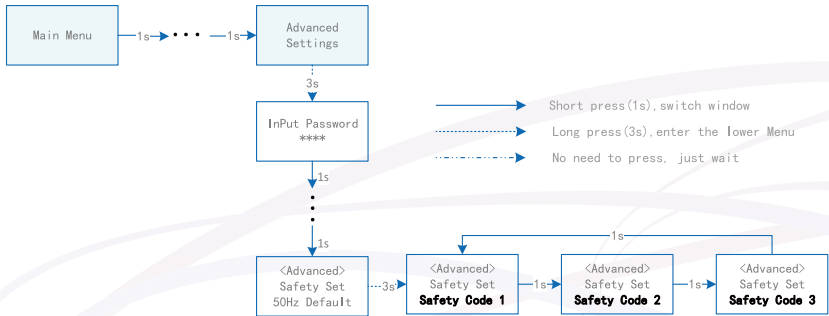 Main Menu
1s
1s
Advanced
Settings
3s
InPut Password
****
1s
1s
Short press(1s),switch window
Long press(3s),enter the lower Menu
No need to press, just wait
<Advanced>
Safety Set
50Hz Default
3s
<Advanced>
Safety Set
Safety Code 1
1s
<Advanced>
Safety Set
Safety Code 2
1s
<Advanced>
Safety Set
Safety Code 3
1s